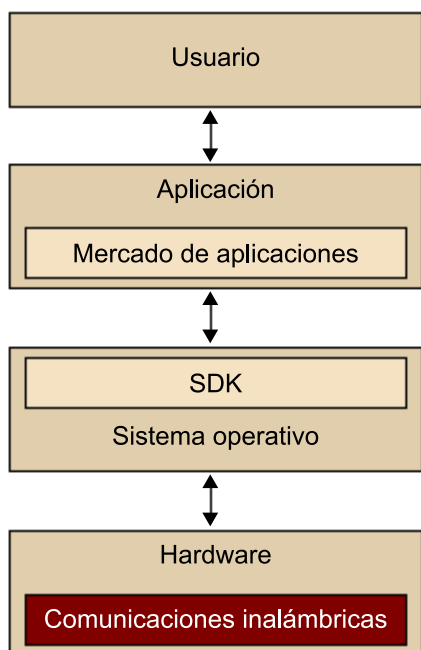 Usuario
Aplicación
Mercado de aplicaciones
SDK
Sistema operativo
Hardware
Comunicaciones inalámbricas